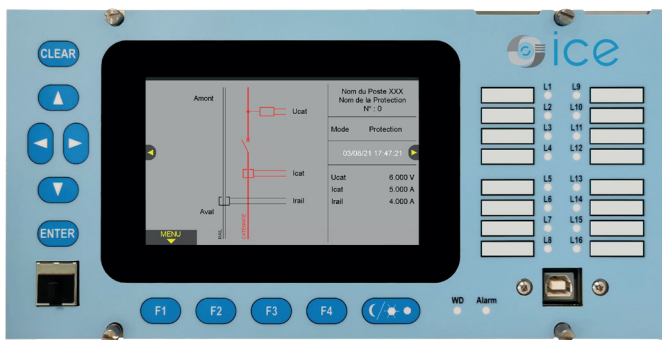 ice
CLEAR
ENTER
Amont
Ucat
Icat
Irail
Aval
RAIL
CATENAIRE
MENU
Nom du Poste XXX
Nom de la Protection
N° : 0
Mode Protection
03/08/21 17:47:21
Ucat 6.000 V
Icat 5.000 A
Irail 4.000 A
L1 L9
L2 L10
L3 L11
L4 L12
L5 L13
L6 L14
L7 L15
L8 L16
F1 F2 F3 F4
WD Alarm